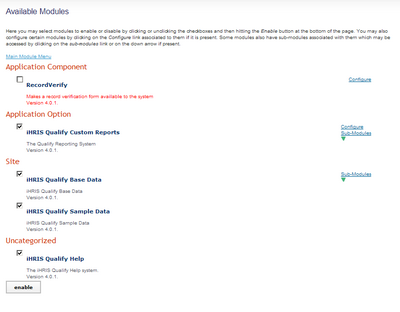 Available Modules
Here you may select modules to enable or disable by clicking or unclicking the checkboxes and then hitting the Enable button at the bottom of the page. You may also
configure certain modules by clicking on the Configure link associated to them if it is present. Some modules also have sub-modules associated with them which may be
accessed by clicking on the sub-modules link or on the down arrow if present.
Main Module Menu
Application Component
RecordVerify Configure
Makes a record verification form available to the system
Version 4.0.1.
Application Option
iHRIS Qualify Custom Reports Configure
Sub-Modules
The Qualify Reporting System
Version 4.0.1.
Site
iHRIS Qualify Base Data Sub-Modules
iHRIS Qualify Base Data
Version 4.0.1.
iHRIS Qualify Sample Data
iHRIS Qualify Sample Data
Version 4.0.1.
Uncategorized
iHRIS Qualify Help
The iHRIS Qualify Help system
Version 4.0.1.
enable